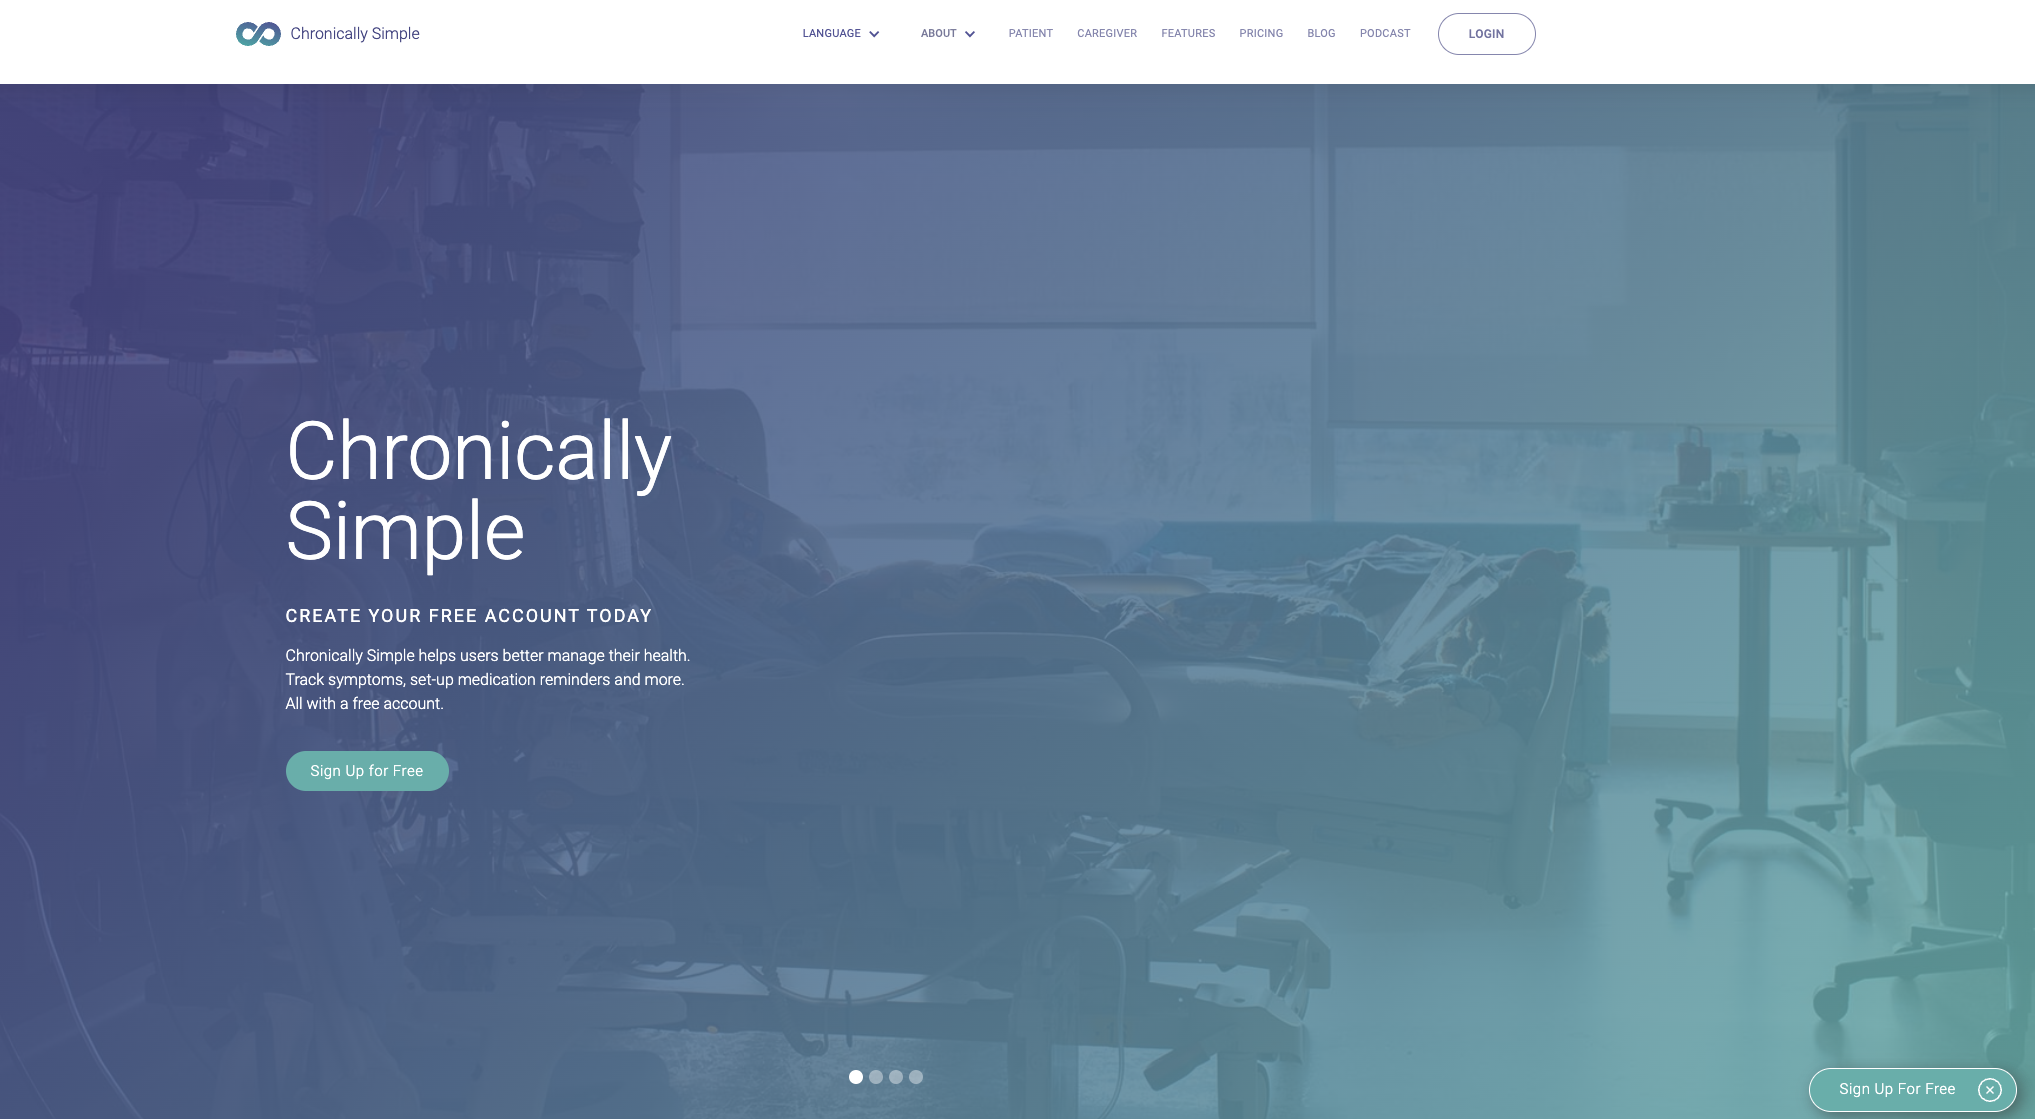 Chronically Simple
LANGUAGE
ABOUT
PATIENT
CAREGIVER
FEATURES
PRICING
BLOG
PODCAST
LOGIN
Chronically
Simple
CREATE YOUR FREE ACCOUNT TODAY
Chronically Simple helps users better manage their health.
Track symptoms, set-up medication reminders and more.
All with a free account.
Sign Up for Free
Sign Up For Free